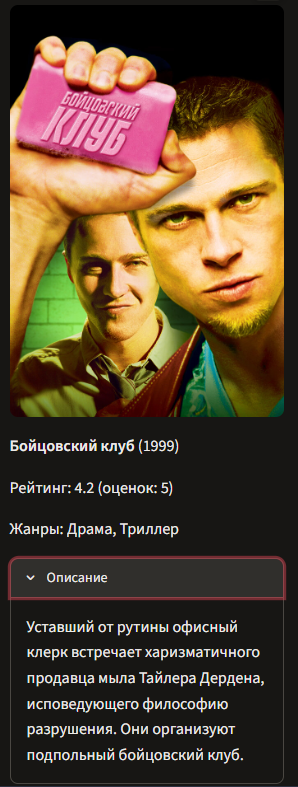 БОЙЦОВСКИЙ
КЛУБ
Бойцовский клуб (1999)
Рейтинг: 4.2 (оценок: 5)
Жанры: Драма, Триллер
Описание
Уставший от рутины офисный
клерк встречает харизматичного
продавца мыла Тайлера Дердена,
исповедующего философию
разрушения. Они организуют
подпольный бойцовский клуб.